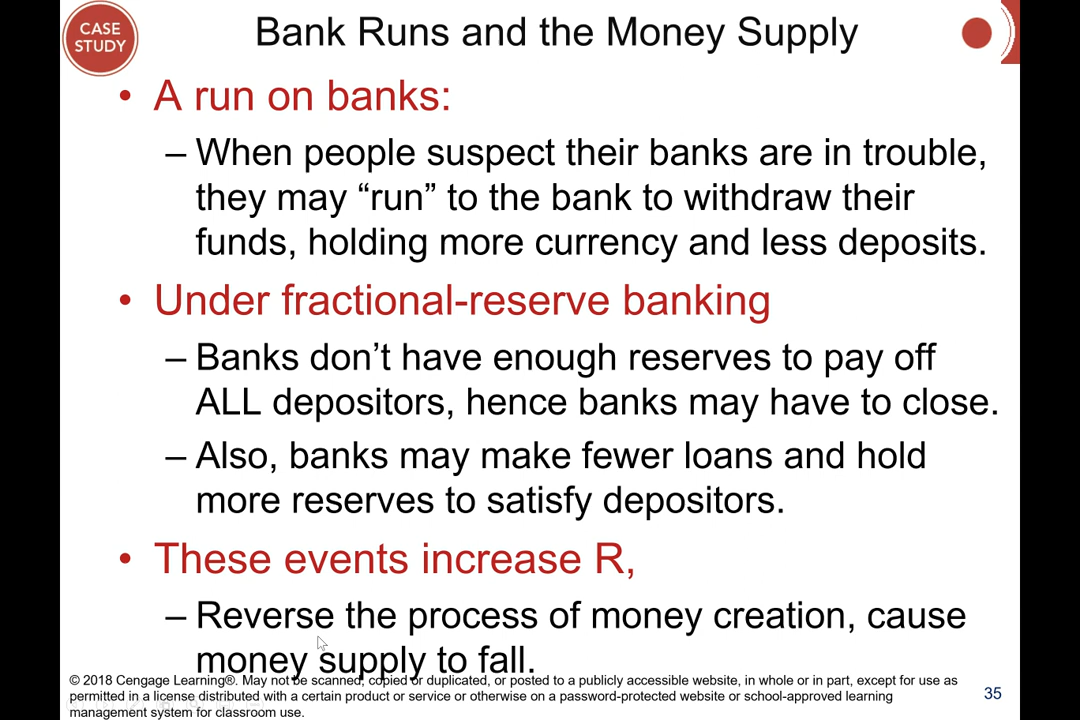 CASE
STUDY
Bank Runs and the Money Supply
• A run on banks:
– When people suspect their banks are in trouble,
they may “run” to the bank to withdraw their
funds, holding more currency and less deposits.
• Under fractional-reserve banking
– Banks don’t have enough reserves to pay off
ALL depositors, hence banks may have to close.
– Also, banks may make fewer loans and hold
more reserves to satisfy depositors.
• These events increase R,
– Reverse the process of money creation, cause
money supply to fall.
© 2018 Cengage Learning®. May not be scanned, copied or duplicated, or posted to a publicly accessible website, in whole or in part, except for use as
permitted in a license distributed with a certain product or service or otherwise on a password-protected website or school-approved learning
management system for classroom use.
35